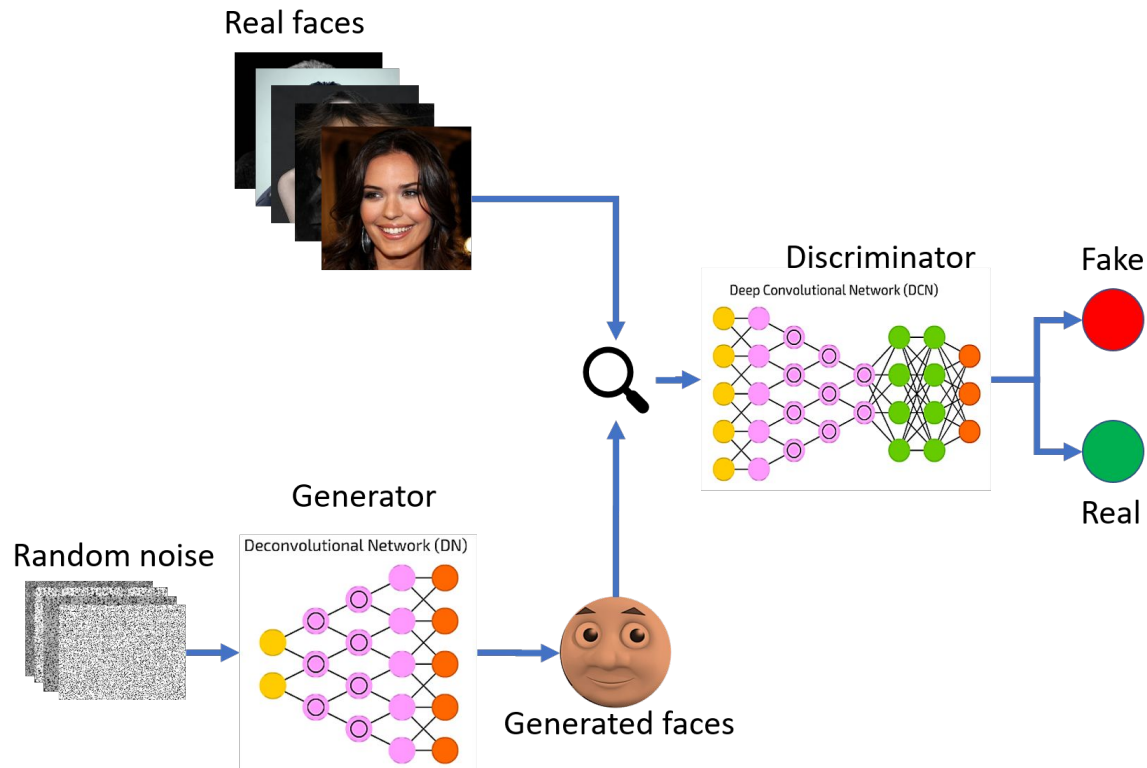 Real faces
Discriminator
Fake
Deep Convolutional Network (DCN)
Generator
Real
Random noise
Deconvolutional Network (DN)
Generated faces